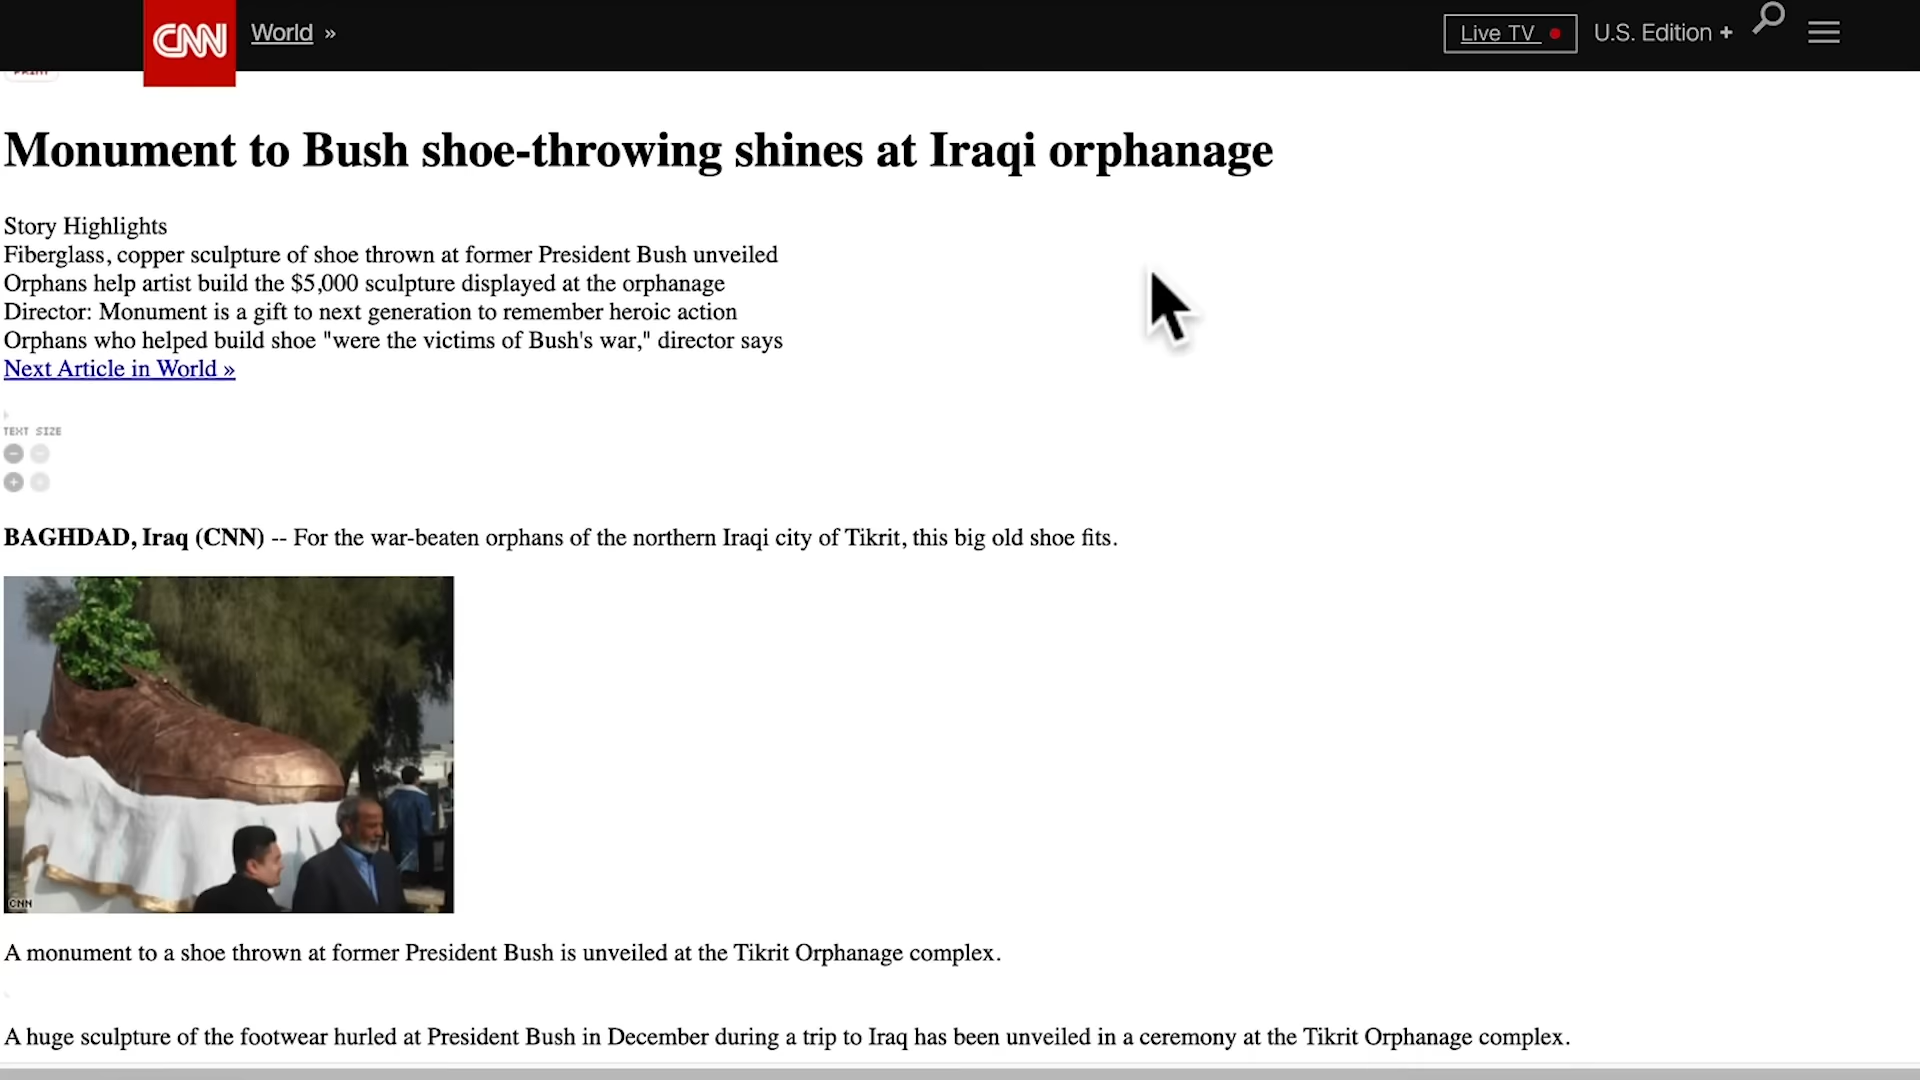 CNN World »
Live TV U.S. Edition +
PRINT
Monument to Bush shoe-throwing shines at Iraqi orphanage
Story Highlights
Fiberglass, copper sculpture of shoe thrown at former President Bush unveiled
Orphans help artist build the $5,000 sculpture displayed at the orphanage
Director: Monument is a gift to next generation to remember heroic action
Orphans who helped build shoe "were the victims of Bush's war," director says
Next Article in World »
TEXT SIZE
BAGHDAD, Iraq (CNN) -- For the war-beaten orphans of the northern Iraqi city of Tikrit, this big old shoe fits.
CNN
A monument to a shoe thrown at former President Bush is unveiled at the Tikrit Orphanage complex.
A huge sculpture of the footwear hurled at President Bush in December during a trip to Iraq has been unveiled in a ceremony at the Tikrit Orphanage complex.